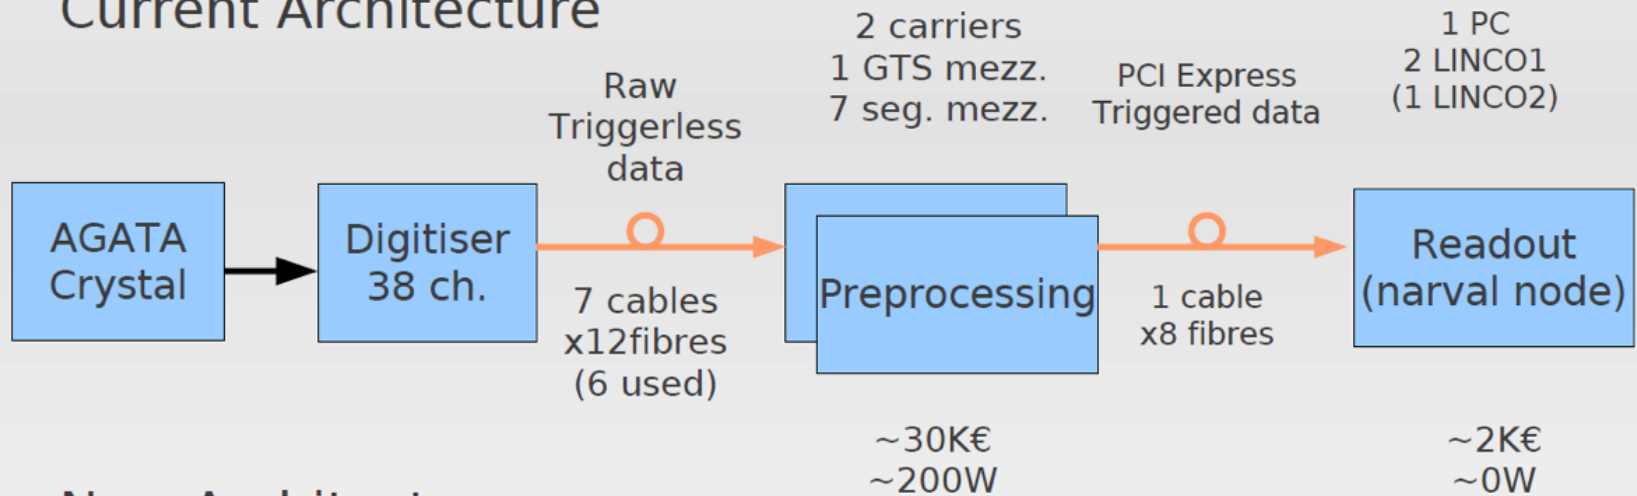 Current Architecture
2 carriers
1 GTS mezz.
7 seg. mezz.
1 PC
2 LINCO1
(1 LINCO2)
Raw
Triggerless
data
PCI Express
Triggered data
AGATA
Crystal
Digitiser
38 ch.
Preprocessing
Readout
(narval node)
7 cables
x12fibres
(6 used)
1 cable
x8 fibres
~30K€
~200W
~2K€
~0W